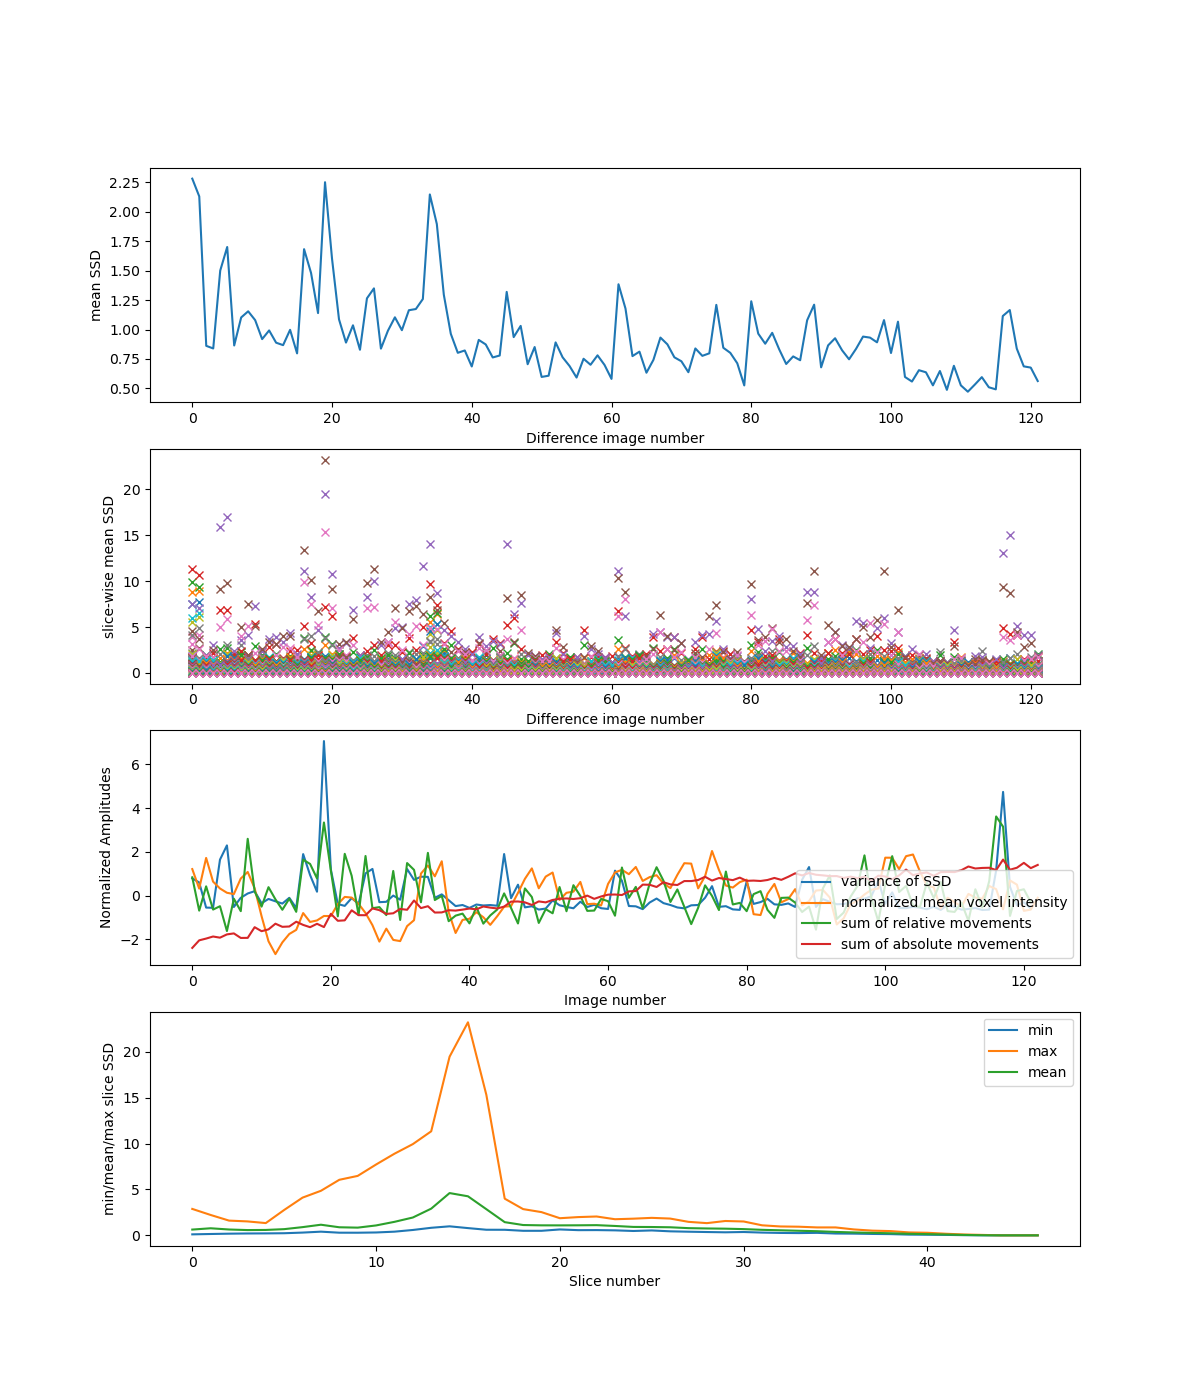 2.25
2.00
1.75
1.50
1.25
1.00
0.75
0.50
mean SSD
0 20 40 60 80 100 120
Difference image number
20
15
10
5
0
slice-wise mean SSD
0 20 40 60 80 100 120
Difference image number
6
4
2
0
−2
Normalized Amplitudes
variance of SSD
normalized mean voxel intensity
sum of relative movements
sum of absolute movements
0 20 40 60 80 100 120
Image number
20
15
10
5
0
min/mean/max slice SSD
min
max
mean
0 10 20 30 40
Slice number